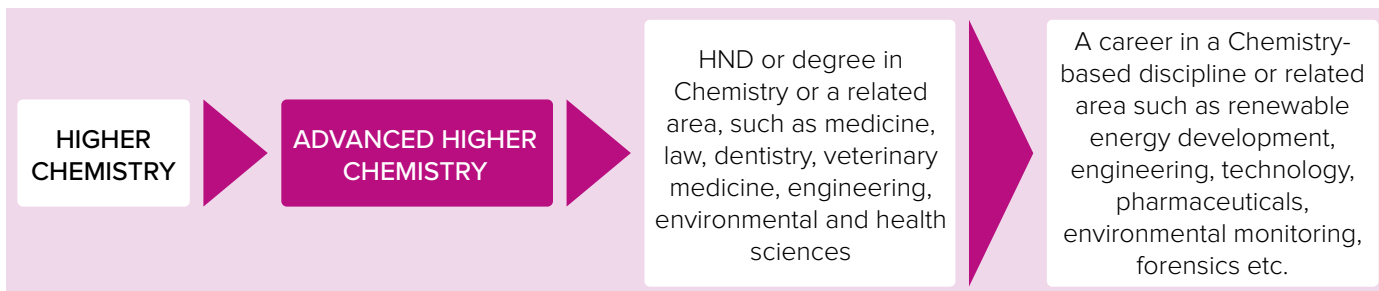 HIGHER
CHEMISTRY
ADVANCED HIGHER
CHEMISTRY
HND or degree in
Chemistry or a related
area, such as medicine,
law, dentistry, veterinary
medicine, engineering,
environmental and health
sciences
A career in a Chemistry-
based discipline or related
area such as renewable
energy development,
engineering, technology,
pharmaceuticals,
environmental monitoring,
forensics etc.